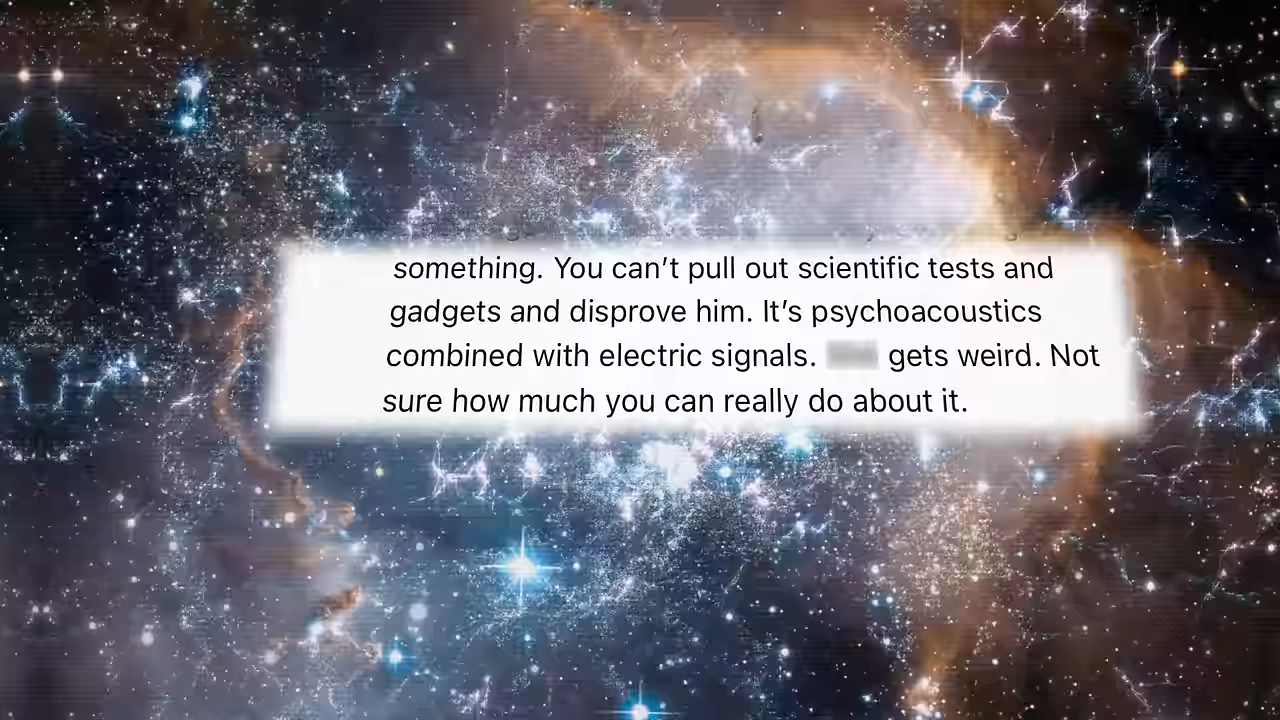 something. You can’t pull out scientific tests and
gadgets and disprove him. It’s psychoacoustics
combined with electric signals. gets weird. Not
sure how much you can really do about it.